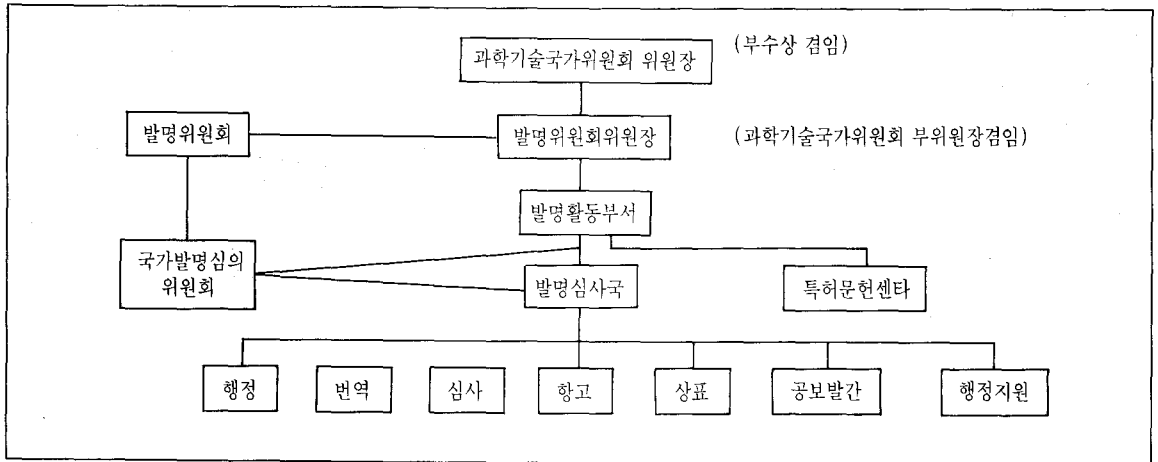 과학기술국가위원회 위원장
(부수상 겸임)
발명위원회
발명위원회위원장
(과학기술국가위원회 부위원장겸임)
발명활동부서
국가발명심의
위원회
발명심사국
특허문헌센타
행정
번역
심사
항고
상표
공보발간
행정지원